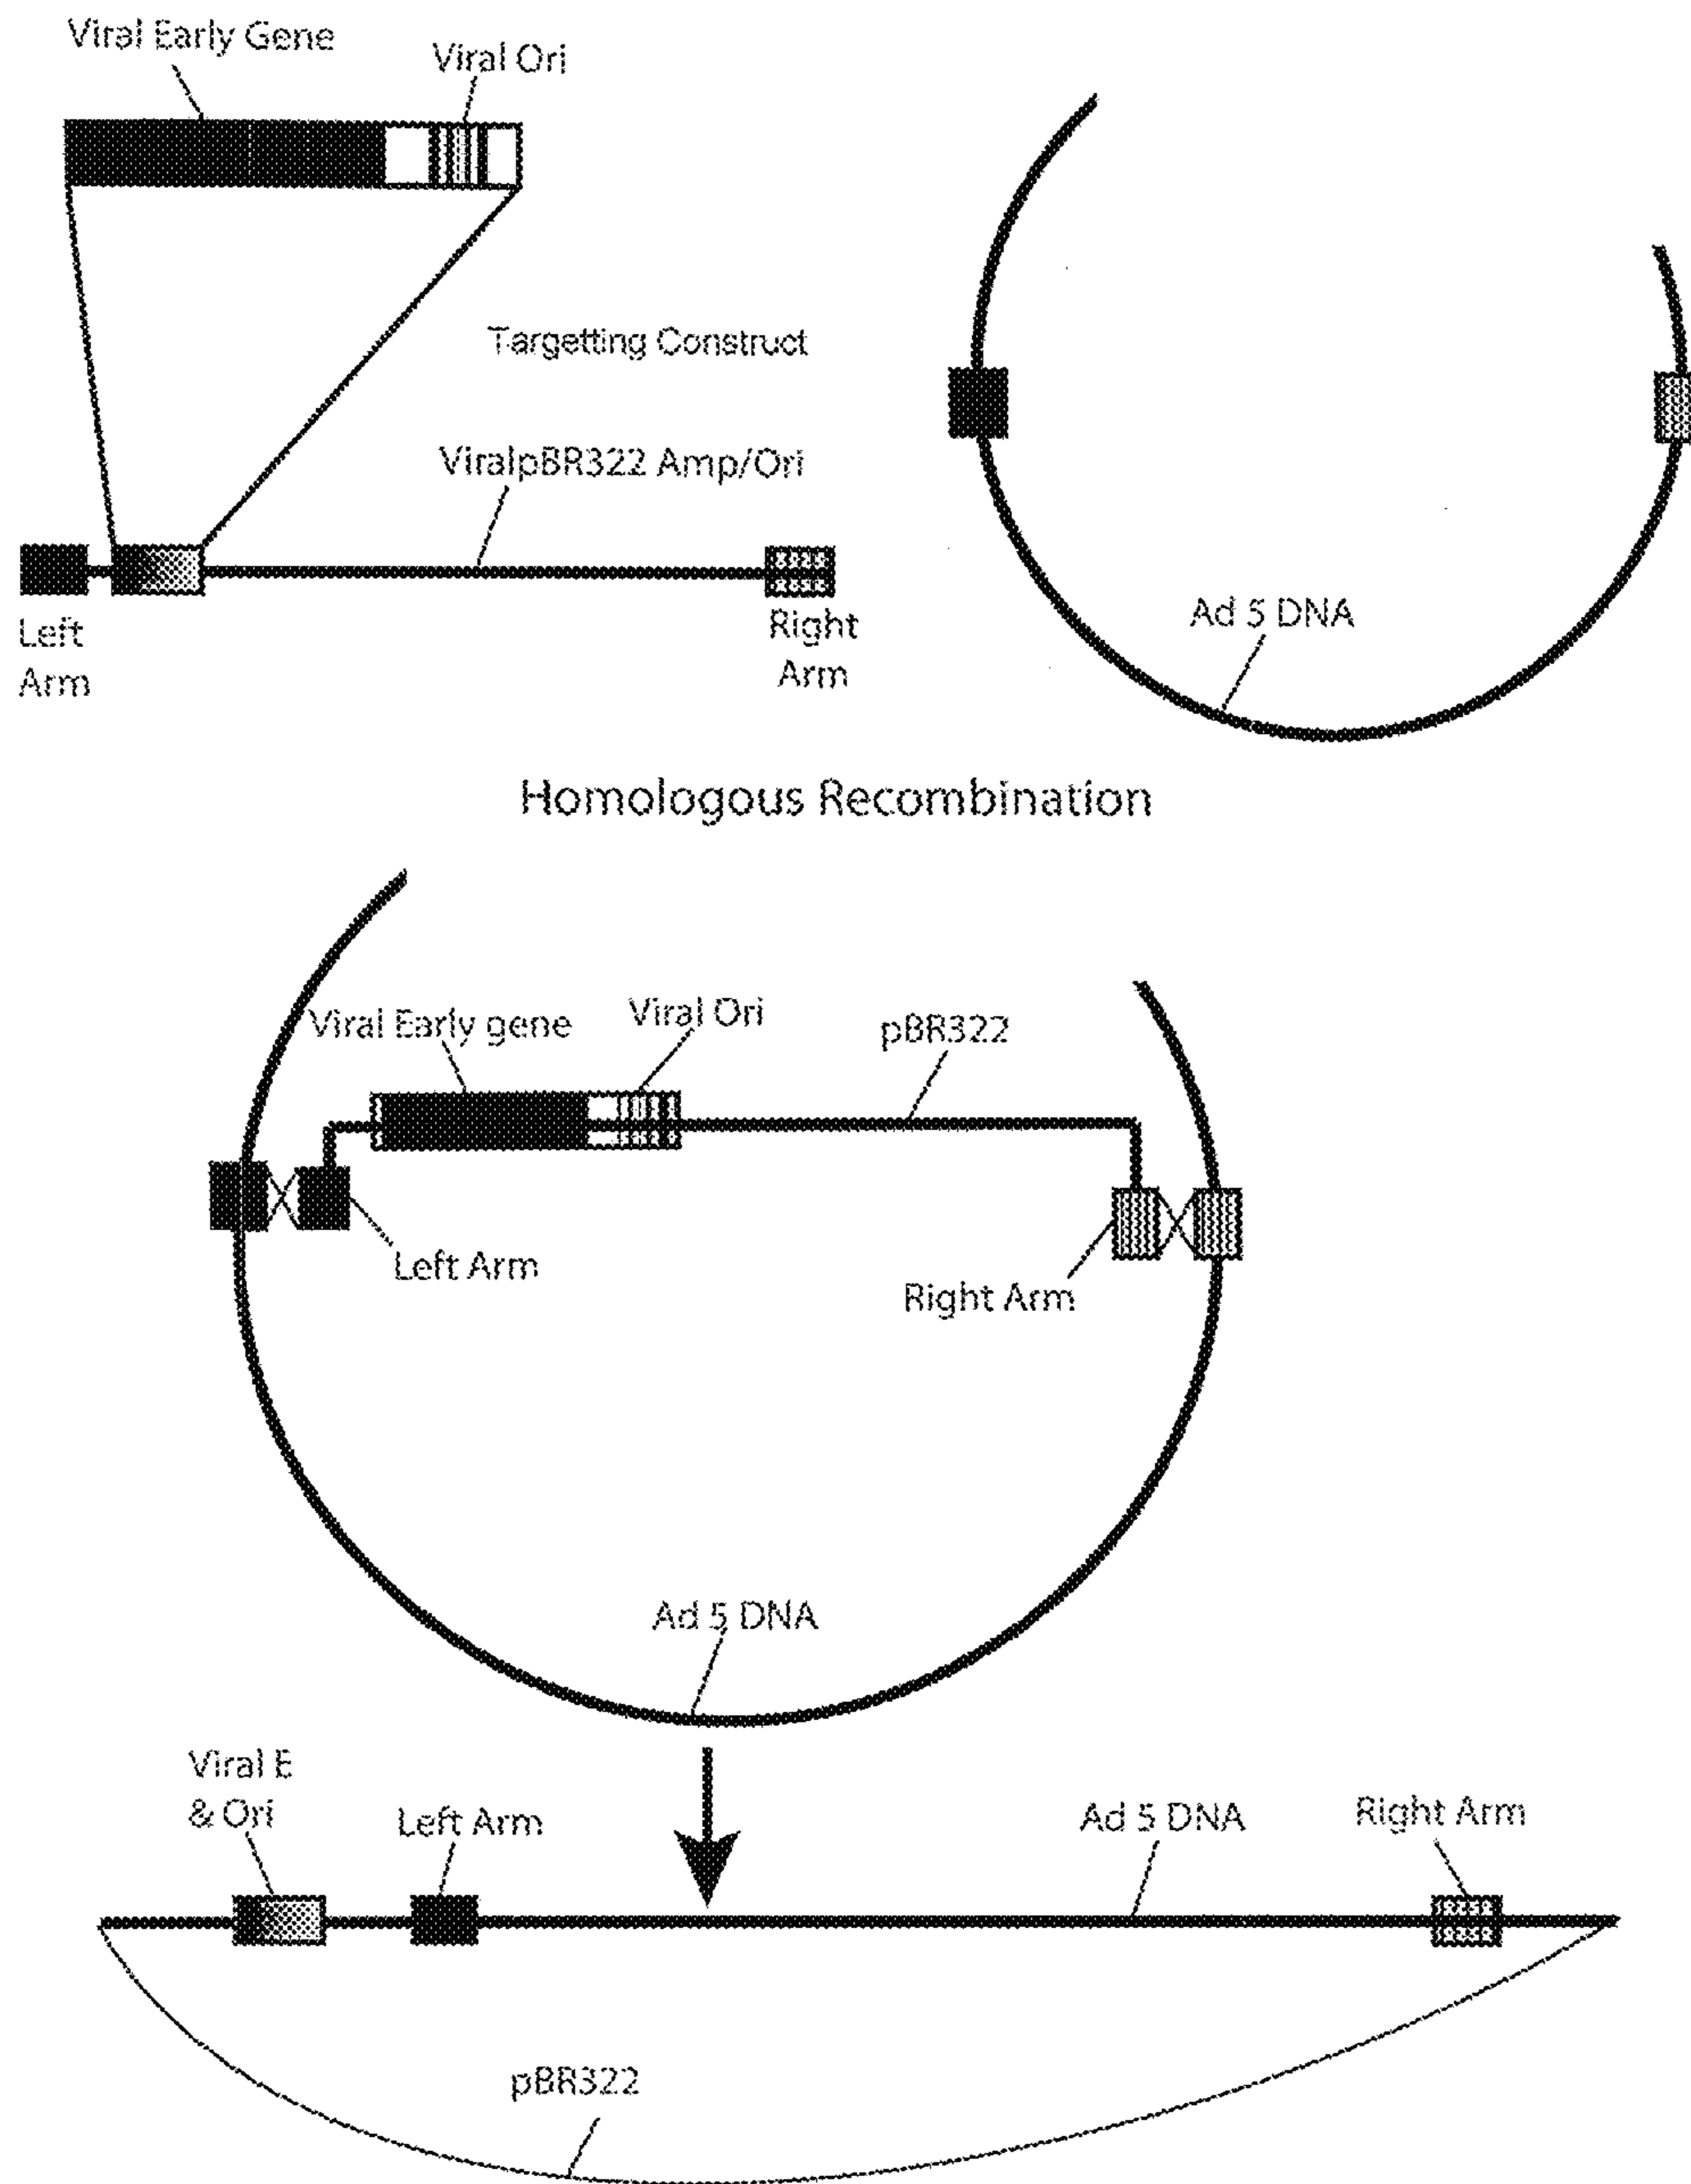 Viral Early Gene
Viral Ori
Targetting Construct
ViralpBR322 Amp/Ori
Left
Arm
Right
Arm
Ad 5 DNA
Homologous Recombination
Viral Early gene
Viral Ori
pBR322
Left Arm
Right Arm
Ad 5 DNA
Viral E
& Ori
Left Arm
Ad 5 DNA
Right Arm
pBR322